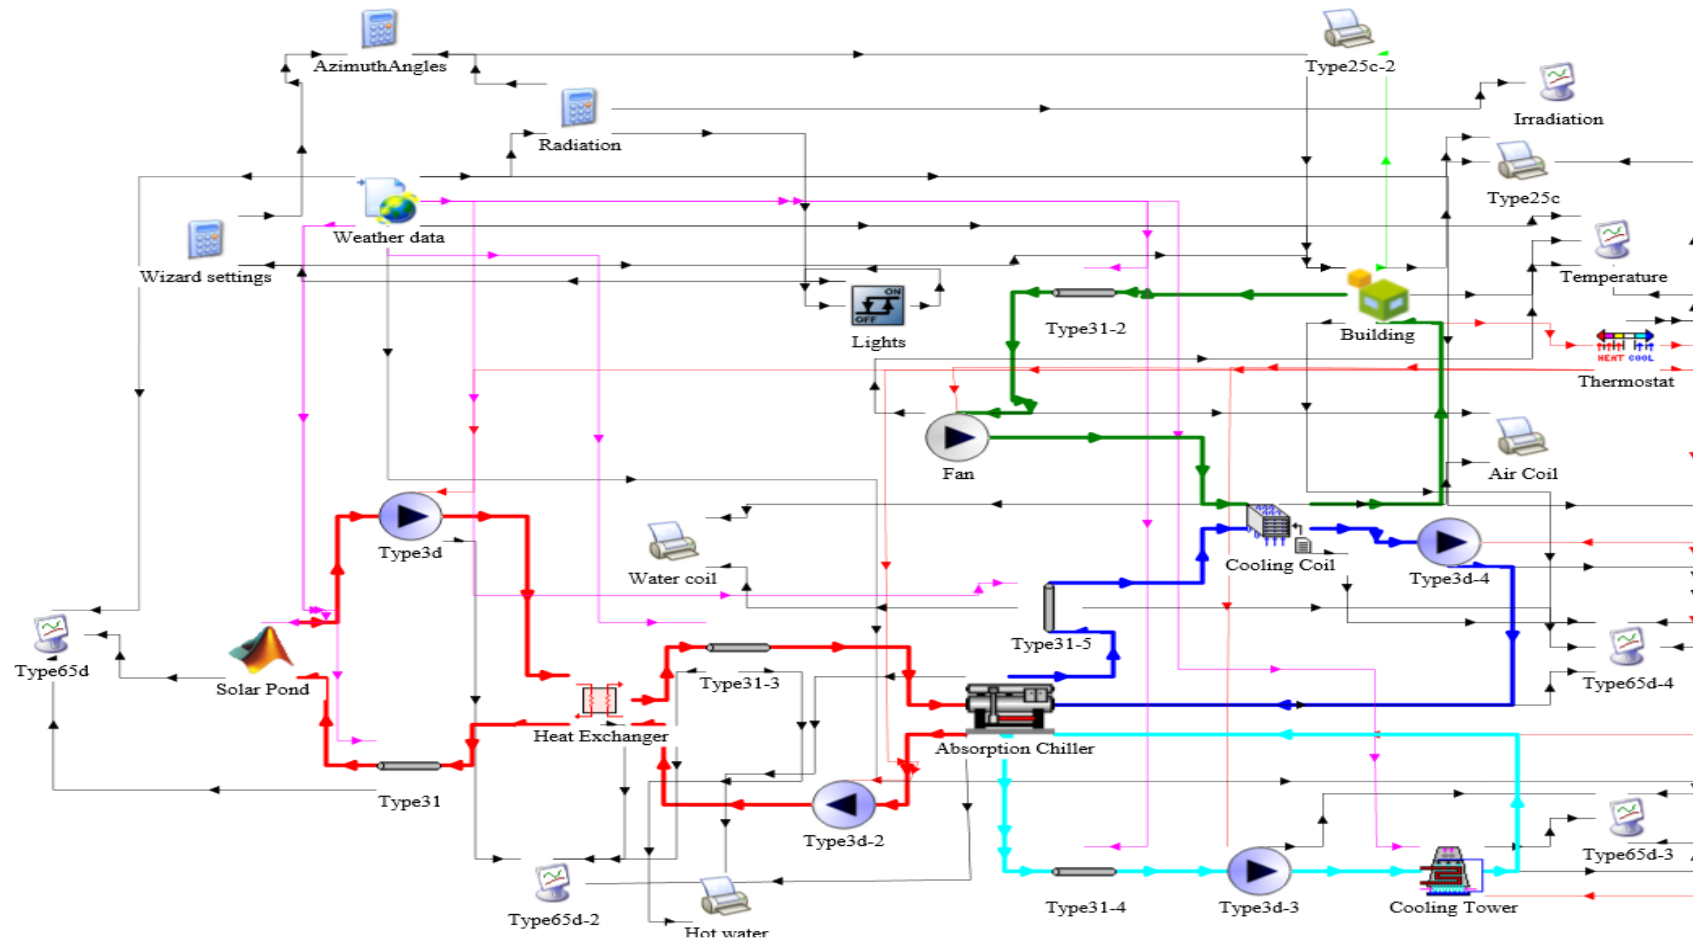 AzimuthAngles
Type25c-2
Irradiation
Radiation
Type25c
Weather data
Wizard settings
Temperature
ON
OFF
Lights
Type31-2
Building
HEAT COOL
Thermostat
Fan
Air Coil
Type3d
Water coil
Cooling Coil
Type3d-4
Type31-5
Type65d
Solar Pond
Type31-3
Type65d-4
Heat Exchanger
Absorption Chiller
Type31
Type3d-2
Type65d-3
Type65d-2
Hot water
Type31-4
Type3d-3
Cooling Tower